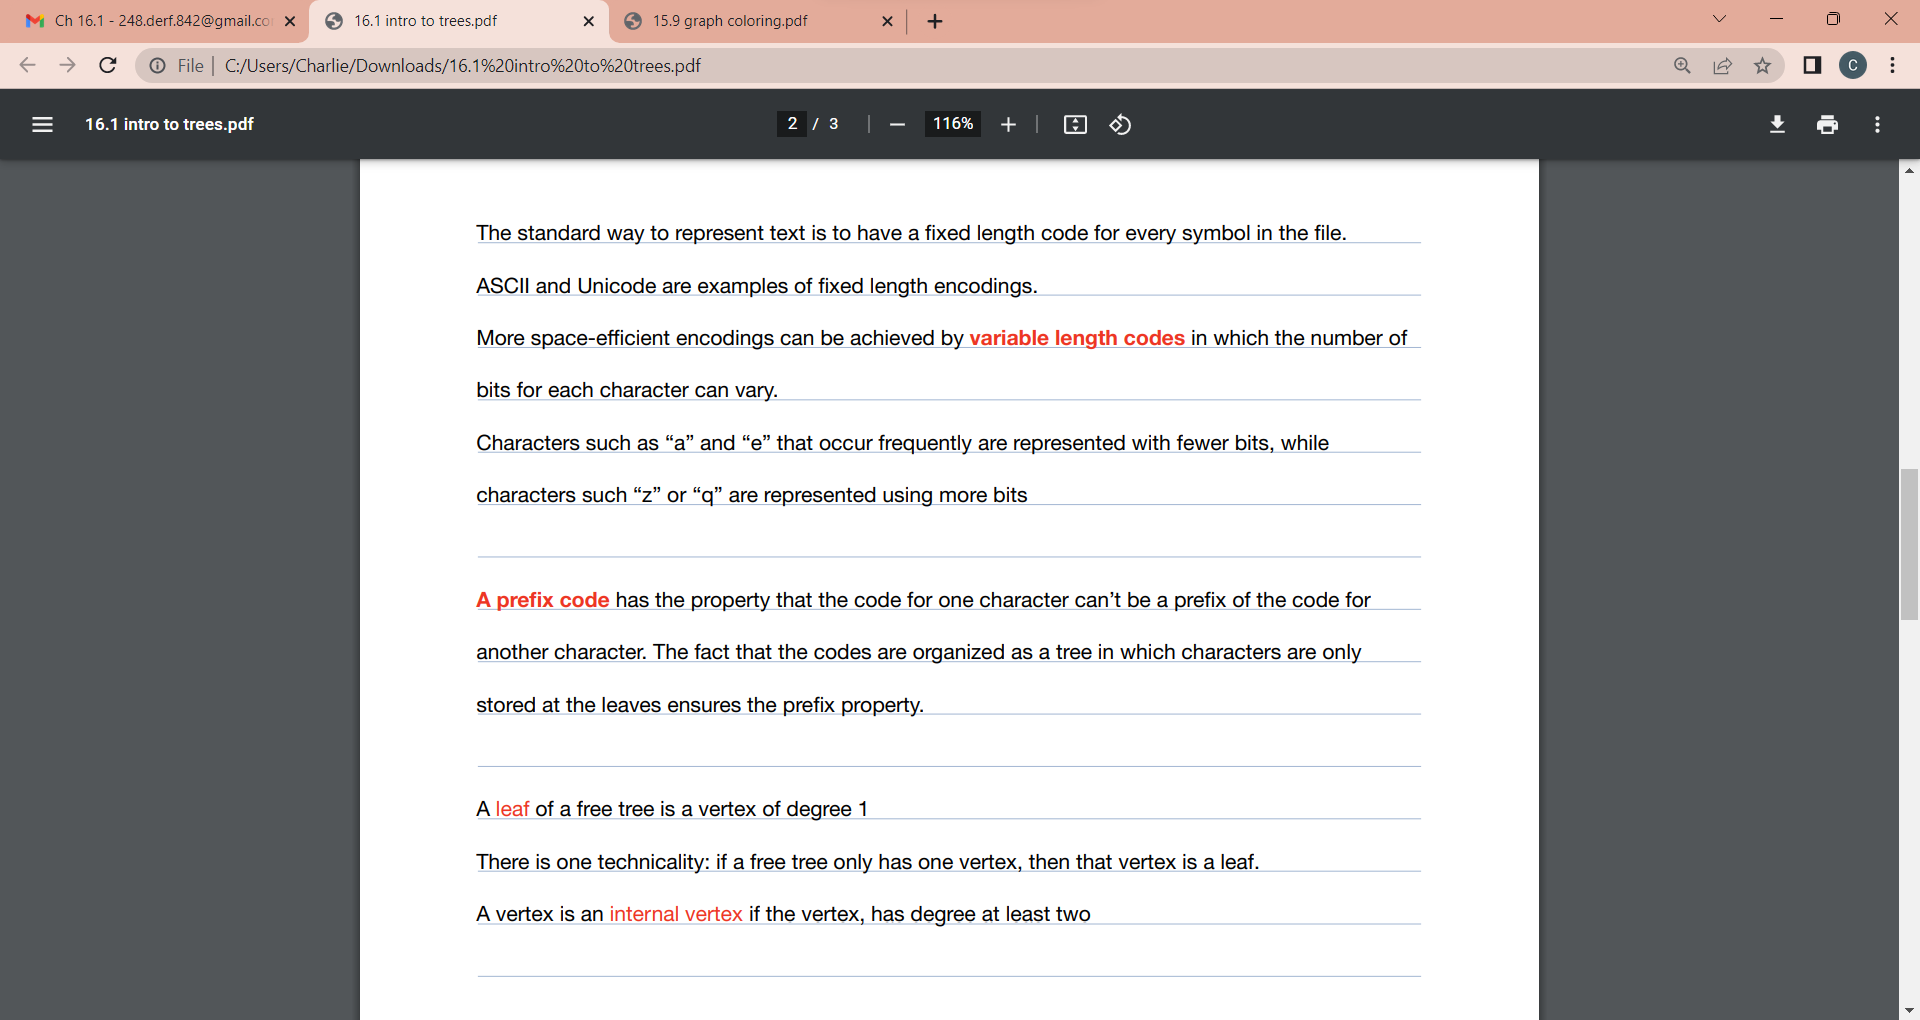 Ch 16.1 - 248.derf.842@gmail.co
16.1 intro to trees.pdf
15.9 graph coloring.pdf
File
C:/Users/Charlie/Downloads/16.1%20intro%20to%20trees.pdf
C
16.1 intro to trees.pdf
2 / 3
116%
The standard way to represent text is to have a fixed length code for every symbol in the file.
ASCII and Unicode are examples of fixed length encodings.
More space-efficient encodings can be achieved by variable length codes in which the number of
bits for each character can vary.
Characters such as “a” and “e” that occur frequently are represented with fewer bits, while
characters such “z” or “q” are represented using more bits
A prefix code has the property that the code for one character can’t be a prefix of the code for
another character. The fact that the codes are organized as a tree in which characters are only
stored at the leaves ensures the prefix property.
A leaf of a free tree is a vertex of degree 1
There is one technicality: if a free tree only has one vertex, then that vertex is a leaf.
A vertex is an internal vertex if the vertex, has degree at least two